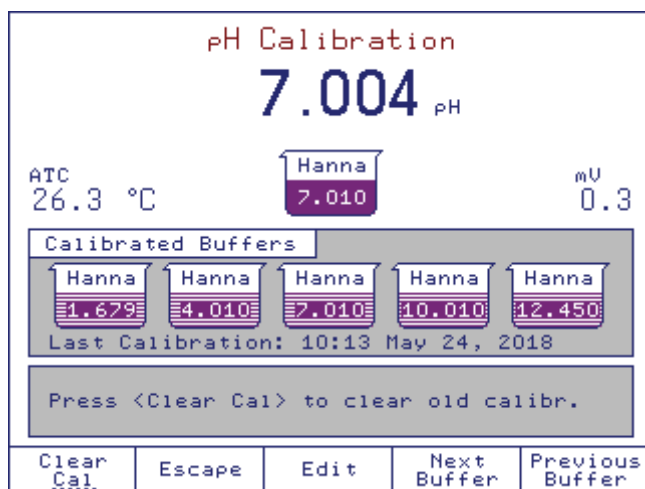 pH Calibration
7.004 pH
Hanna
7.010
ATC
26.3 °C
mV
0.3
Calibrated Buffers
Hanna Hanna Hanna Hanna Hanna
1.679 4.010 7.010 10.010 12.450
Last Calibration: 10:13 May 24, 2018
Press <Clear Cal> to clear old calibr.
Clear Cal
Escape
Edit
Next Buffer
Previous Buffer